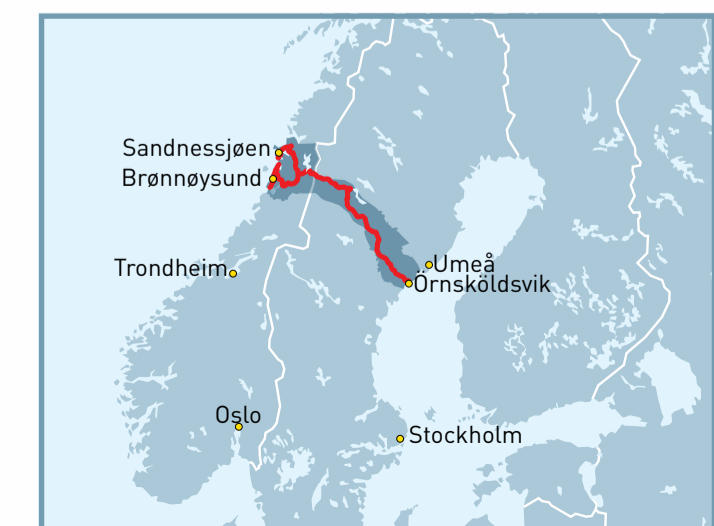 Sandnessjøen
Brønnøysund
Trondheim
Umeå
Örnsköldsvik
Oslo
Stockholm